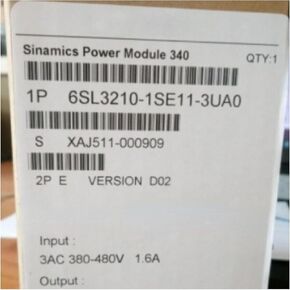 Sinamics Power Module 340
QTY:1
1P 6SL3210-1SE11-3UA0
S XAJ511-000909
2P E VERSION D02
Input :
3AC 380-480V 1.6A
Output :